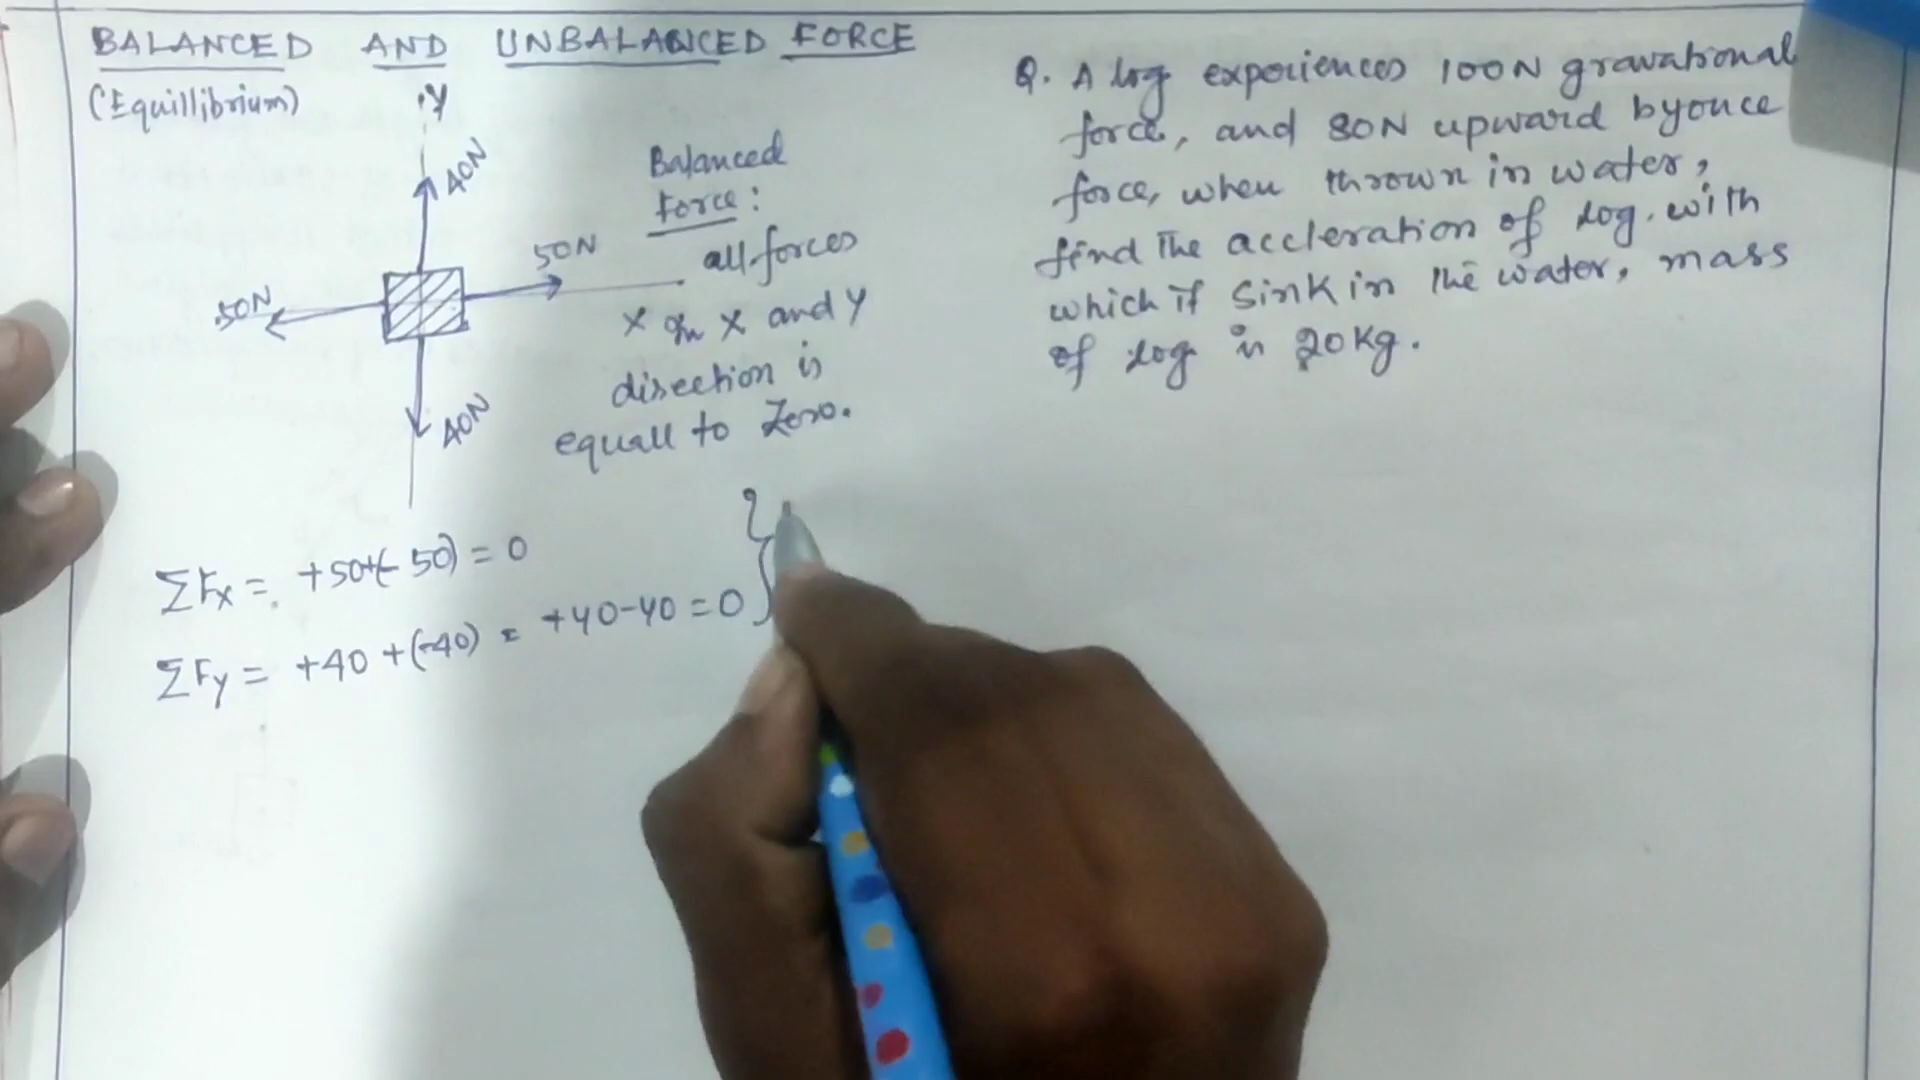 BALANCED AND UNBALANCED FORCE
(Equillibrium)
Y
40N
50N
50N
40N
Balanced
Force:
all forces
X in X and Y
direction is
equall to Zero.
ΣFx = +50+(-50) = 0
ΣFy = +40 +(-40) = +40-40 = 0
Q. A log experiences 100N gravational
force, and 80N upward byouce
force, when thrown in water,
find the accleration of log. with
which it sink in the water, mass
of log is 20kg.